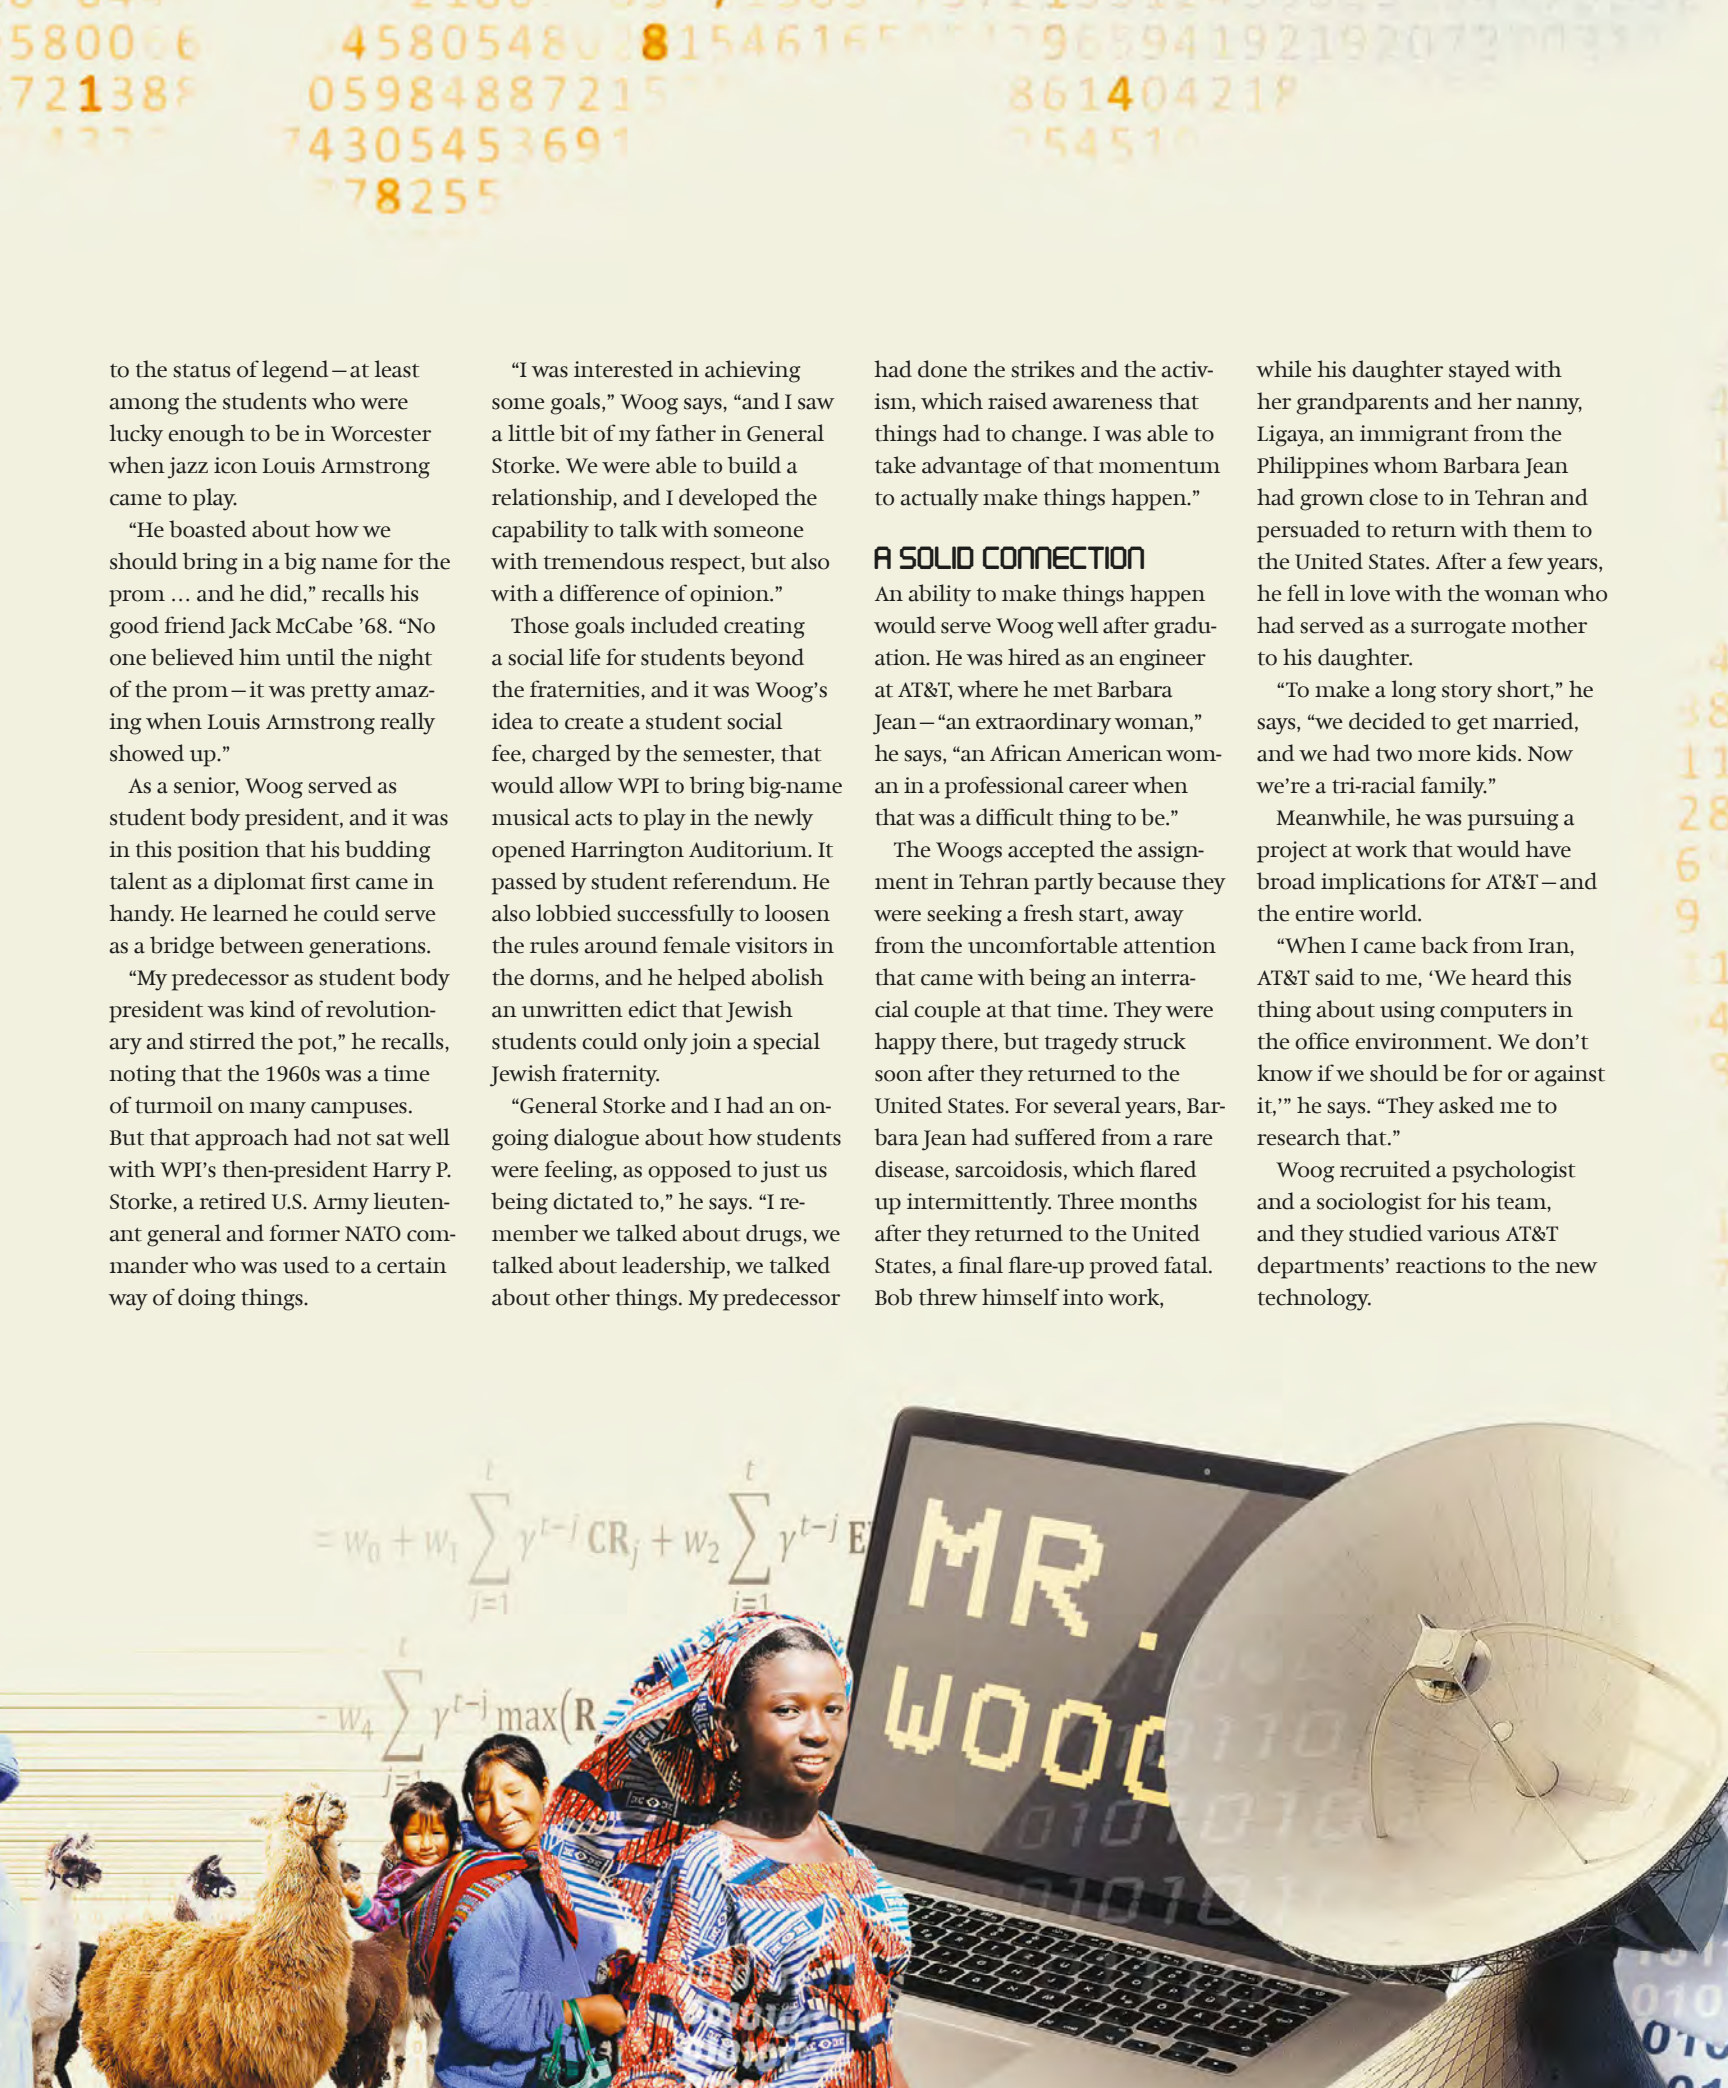 4580548
815461
9659419219207
72138
05984887215
861404218
430545 3691
54510
78255
to the status of legend—at least
among the students who were
lucky enough to be in Worcester
when jazz icon Louis Armstrong
came to play.
“He boasted about how we
should bring in a big name for the
prom … and he did,” recalls his
good friend Jack McCabe ’68. “No
one believed him until the night
of the prom—it was pretty amaz-
ing when Louis Armstrong really
showed up.”
As a senior, Woog served as
student body president, and it was
in this position that his budding
talent as a diplomat first came in
handy. He learned he could serve
as a bridge between generations.
“My predecessor as student body
president was kind of revolution-
ary and stirred the pot,” he recalls,
noting that the 1960s was a time
of turmoil on many campuses.
But that approach had not sat well
with WPI’s then-president Harry P.
Storke, a retired U.S. Army lieuten-
ant general and former NATO com-
mander who was used to a certain
way of doing things.
“I was interested in achieving
some goals,” Woog says, “and I saw
a little bit of my father in General
Storke. We were able to build a
relationship, and I developed the
capability to talk with someone
with tremendous respect, but also
with a difference of opinion.”
Those goals included creating
a social life for students beyond
the fraternities, and it was Woog’s
idea to create a student social
fee, charged by the semester, that
would allow WPI to bring big-name
musical acts to play in the newly
opened Harrington Auditorium. It
passed by student referendum. He
also lobbied successfully to loosen
the rules around female visitors in
the dorms, and he helped abolish
an unwritten edict that Jewish
students could only join a special
Jewish fraternity.
“General Storke and I had an on-
going dialogue about how students
were feeling, as opposed to just us
being dictated to,” he says. “I re-
member we talked about drugs, we
talked about leadership, we talked
about other things. My predecessor
had done the strikes and the activ-
ism, which raised awareness that
things had to change. I was able to
take advantage of that momentum
to actually make things happen.”
A SOLID CONNECTION
An ability to make things happen
would serve Woog well after gradu-
ation. He was hired as an engineer
at AT&T, where he met Barbara
Jean—“an extraordinary woman,”
he says, “an African American wom-
an in a professional career when
that was a difficult thing to be.”
The Woogs accepted the assign-
ment in Tehran partly because they
were seeking a fresh start, away
from the uncomfortable attention
that came with being an interra-
cial couple at that time. They were
happy there, but tragedy struck
soon after they returned to the
United States. For several years, Bar-
bara Jean had suffered from a rare
disease, sarcoidosis, which flared
up intermittently. Three months
after they returned to the United
States, a final flare-up proved fatal.
Bob threw himself into work,
while his daughter stayed with
her grandparents and her nanny,
Ligaya, an immigrant from the
Philippines whom Barbara Jean
had grown close to in Tehran and
persuaded to return with them to
the United States. After a few years,
he fell in love with the woman who
had served as a surrogate mother
to his daughter.
“To make a long story short,” he
says, “we decided to get married,
and we had two more kids. Now
we’re a tri-racial family.”
Meanwhile, he was pursuing a
project at work that would have
broad implications for AT&T—and
the entire world.
“When I came back from Iran,
AT&T said to me, ‘We heard this
thing about using computers in
the office environment. We don’t
know if we should be for or against
it,’” he says. “They asked me to
research that.”
Woog recruited a psychologist
and a sociologist for his team,
and they studied various AT&T
departments’ reactions to the new
technology.
= w₀ + w₁ ∑ᵗⱼ₌₁ γᵗ⁻ʲ CRⱼ + w₂ ∑ᵗᵢ₌₁ γᵗ⁻ʲ E
w₄ ∑ᵗⱼ₌₁ γᵗ⁻ʲ max(R
MR.
WOOG